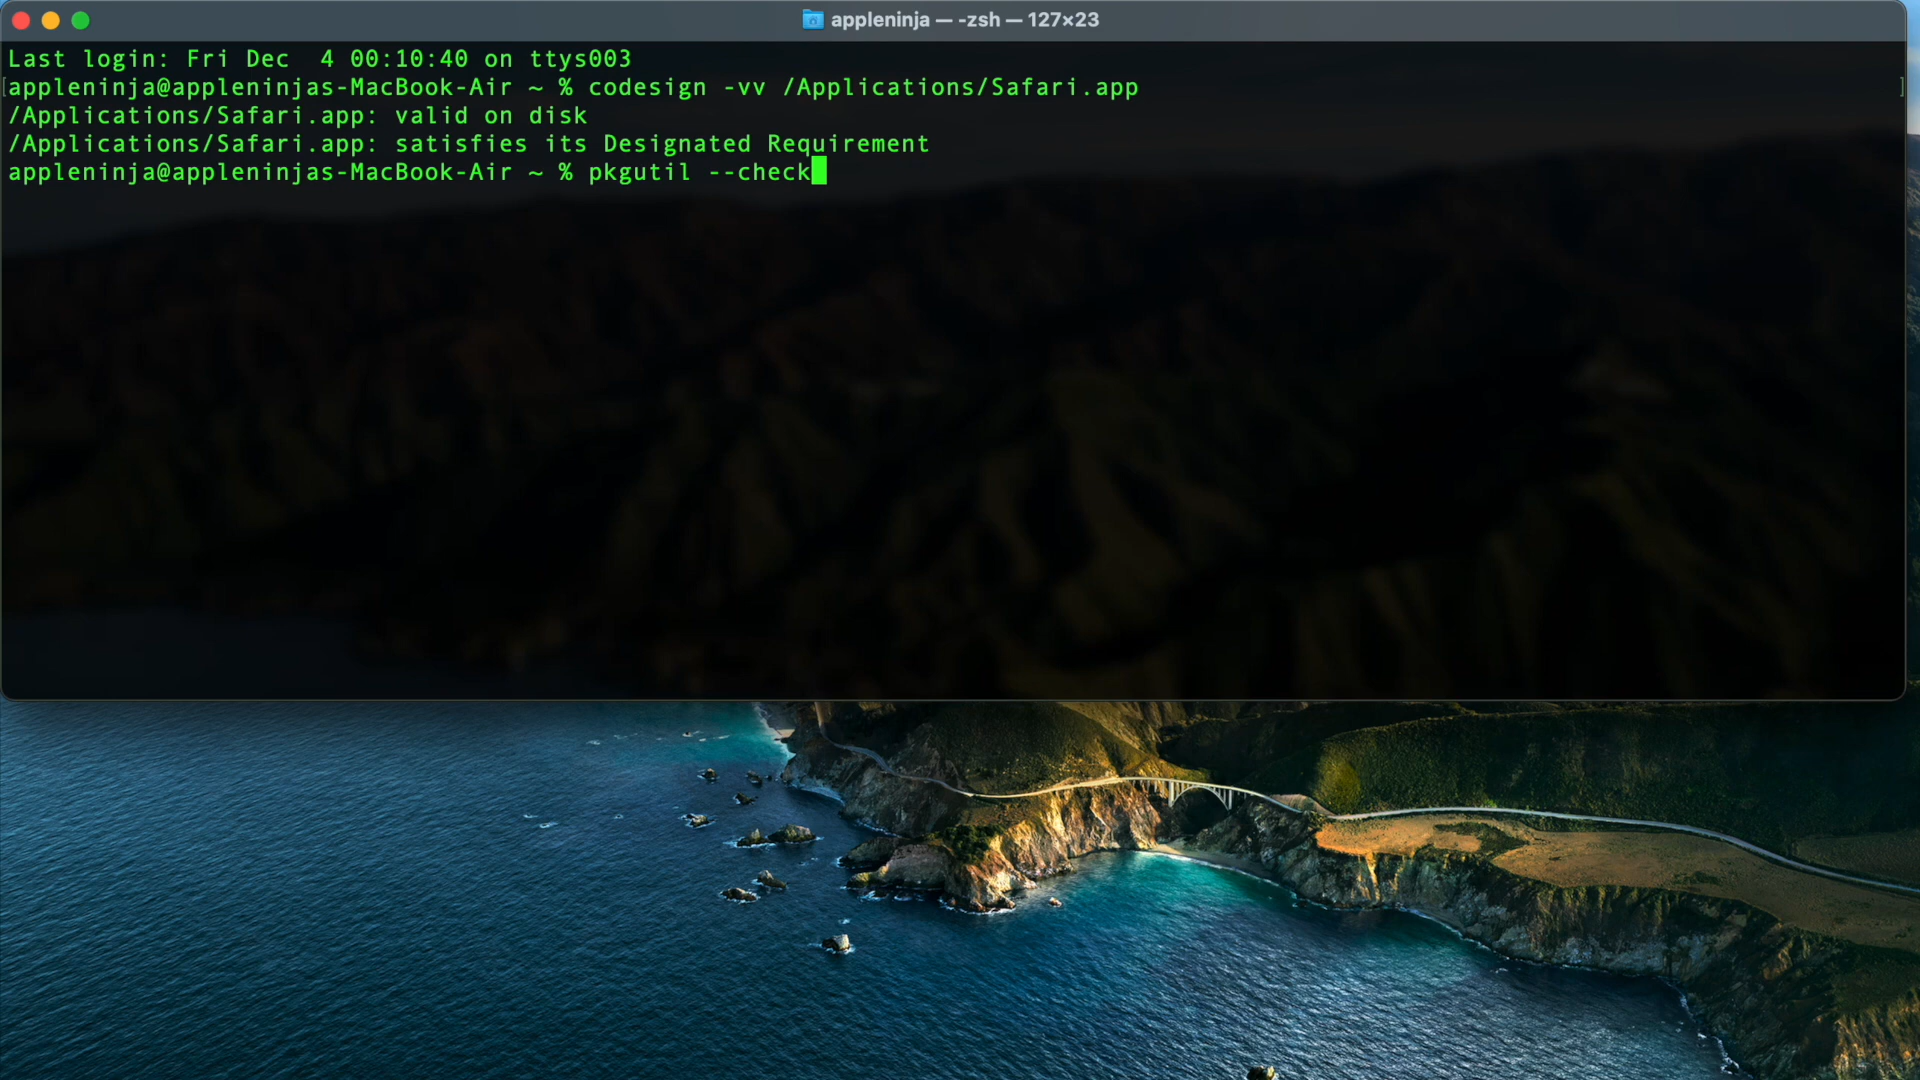 appleninja — -zsh — 127×23
Last login: Fri Dec  4 00:10:40 on ttys003
appleninja@appleninjas-MacBook-Air ~ % codesign -vv /Applications/Safari.app
/Applications/Safari.app: valid on disk
/Applications/Safari.app: satisfies its Designated Requirement
appleninja@appleninjas-MacBook-Air ~ % pkgutil --check